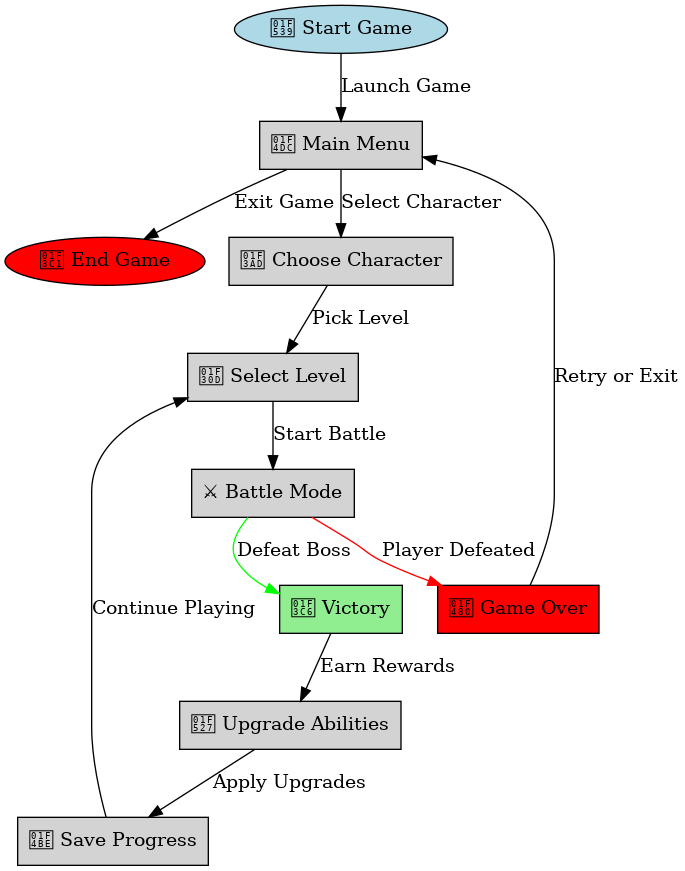 🔹 Start Game
Launch Game
📜 Main Menu
Exit Game
Select Character
🏁 End Game
🎭 Choose Character
Pick Level
🌍 Select Level
Retry or Exit
Start Battle
⚔ Battle Mode
Defeat Boss
Player Defeated
Continue Playing
🏆 Victory
💀 Game Over
Earn Rewards
🔧 Upgrade Abilities
Apply Upgrades
💾 Save Progress